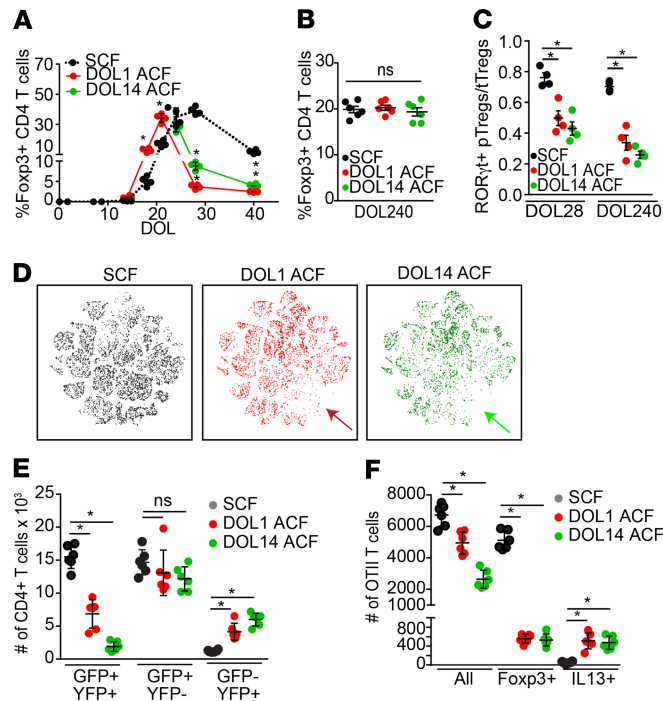 A
%Foxp3+ CD4 T cells
70
50
30
10
10
5
0
0
10
20
30
40
DOL
SCF
DOL1 ACF
DOL14 ACF
*
*
*
*
*
*
*
B
%Foxp3+ CD4 T cells
30
20
10
0
ns
SCF
DOL1 ACF
DOL14 ACF
DOL240
C
RORγt+ pTregs/tTregs
1.0
0.8
0.6
0.4
0.2
0.0
*
*
*
*
SCF
DOL1 ACF
DOL14 ACF
DOL28
DOL240
D
SCF
DOL1 ACF
DOL14 ACF
E
# of CD4+ T cells x 10³
25
20
15
10
5
0
*
*
ns
*
*
SCF
DOL1 ACF
DOL14 ACF
GFP+
YFP+
GFP+
YFP-
GFP-
YFP+
F
# of OTII T cells
8000
6000
4000
2000
1000
800
400
200
0
*
*
*
*
*
*
SCF
DOL1 ACF
DOL14 ACF
All
Foxp3+
IL13+